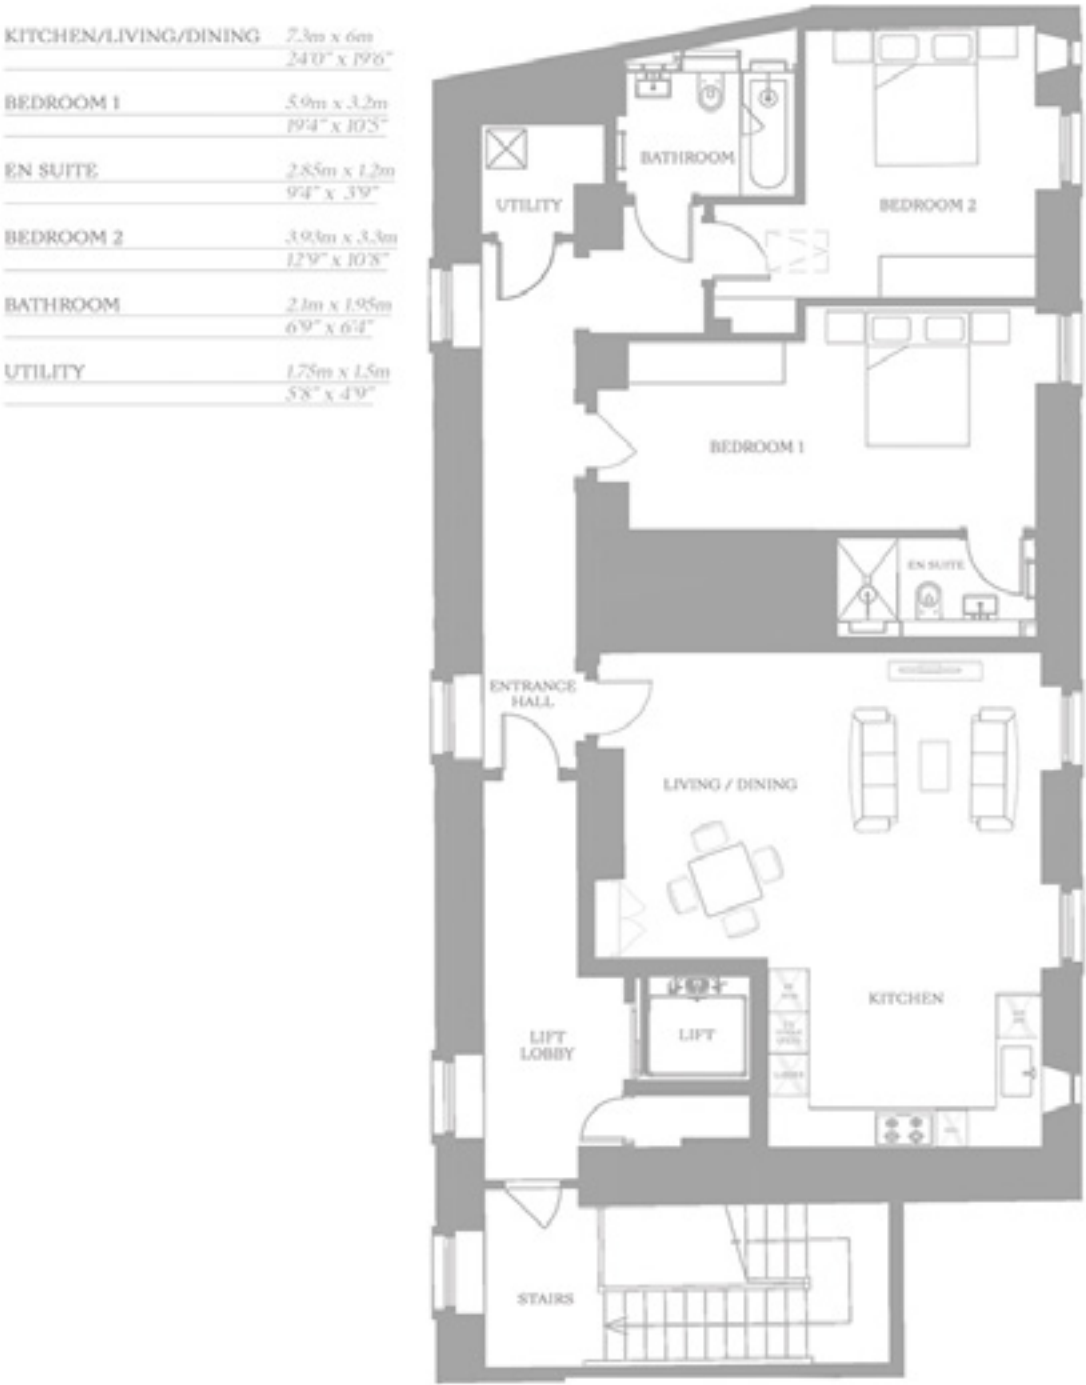 KITCHEN/LIVING/DINING 7.3m x 6m
24'0" x 19'6"
BEDROOM 1 5.9m x 3.2m
19'4" x 10'5"
EN SUITE 2.85m x 1.2m
9'4" x 3'9"
BEDROOM 2 3.93m x 3.3m
12'9" x 10'8"
BATHROOM 2.1m x 1.95m
6'9" x 6'4"
UTILITY 1.75m x 1.5m
5'8" x 4'9"
BATHROOM
UTILITY
BEDROOM 2
BEDROOM 1
EN SUITE
ENTRANCE
HALL
LIVING / DINING
KITCHEN
LIFT
LIFT
LOBBY
STAIRS